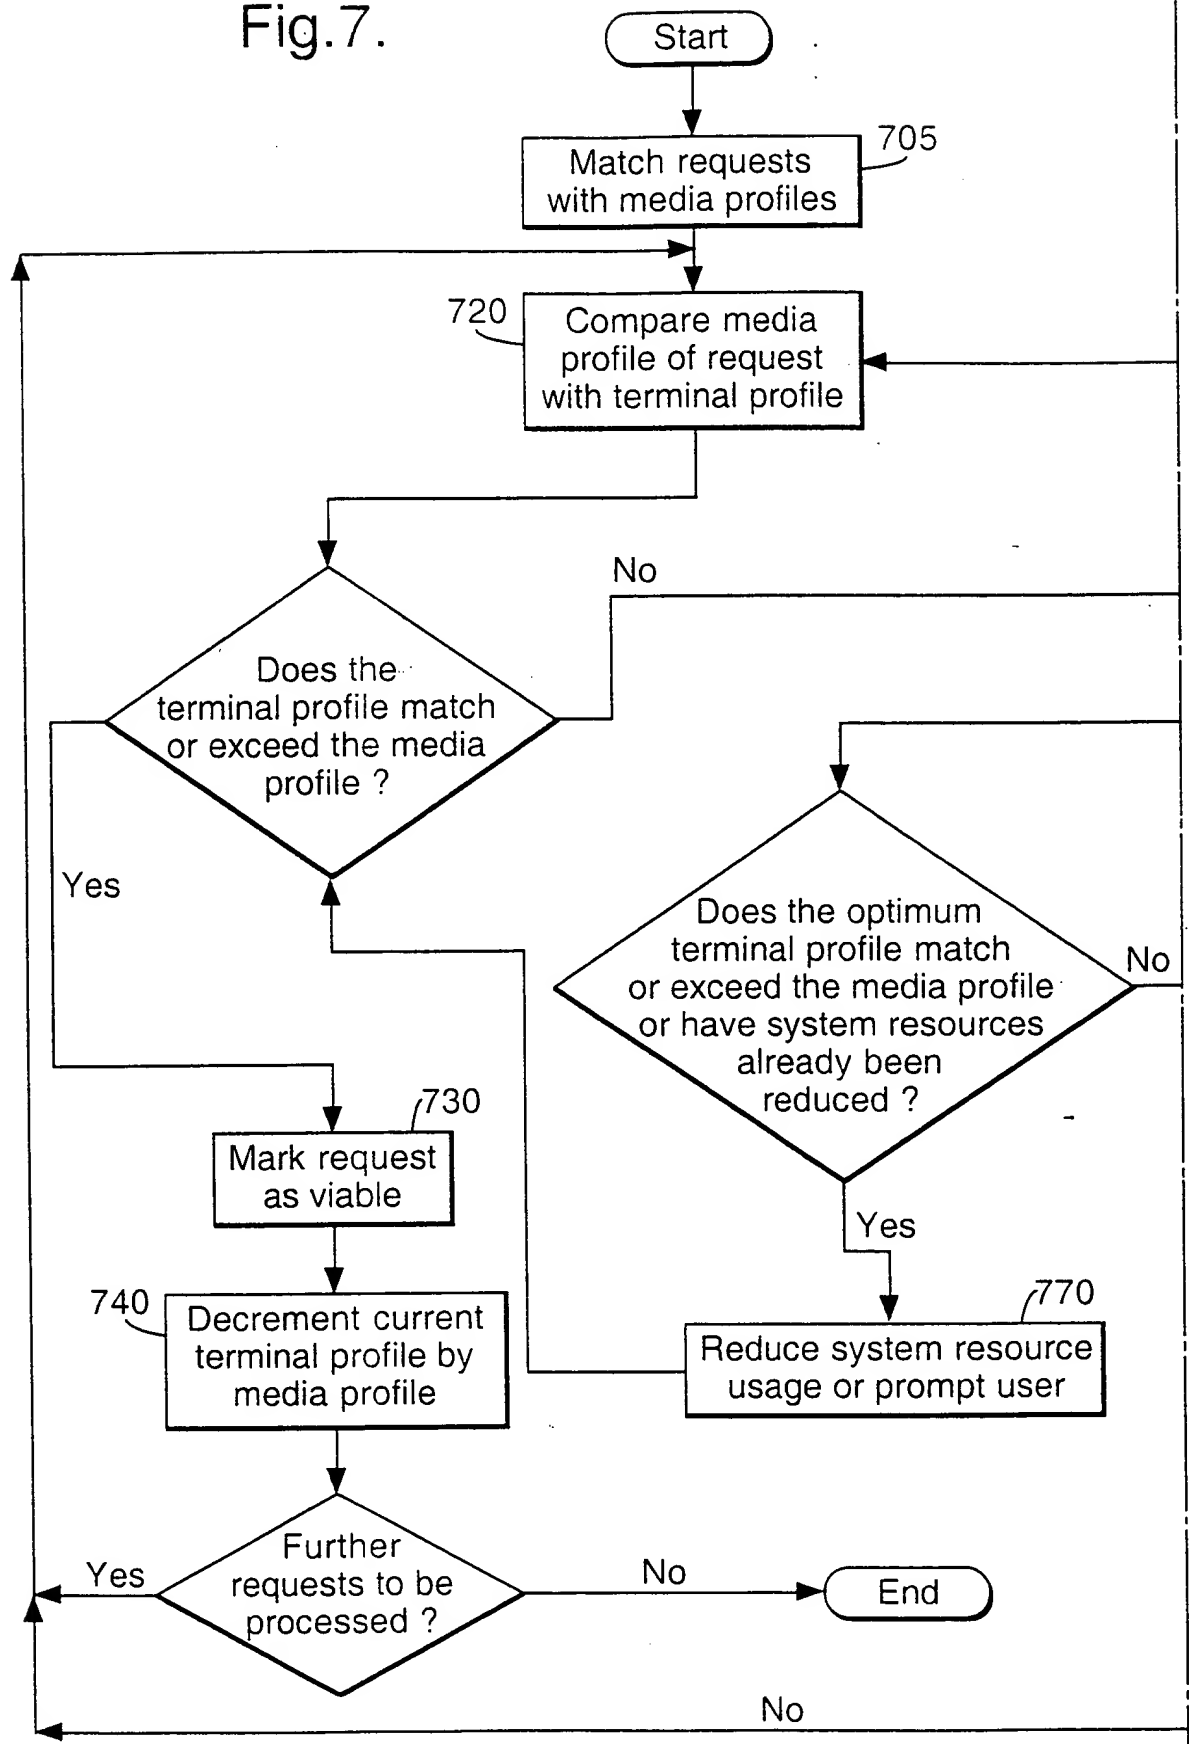 Fig.7.
Start
705
Match requests
with media profiles
720
Compare media
profile of request
with terminal profile
No
Does the
terminal profile match
or exceed the media
profile ?
Yes
Does the optimum
terminal profile match
or exceed the media profile
or have system resources
already been
reduced ?
No
730
Mark request
as viable
Yes
740
Decrement current
terminal profile by
media profile
770
Reduce system resource
usage or prompt user
Further
requests to be
processed ?
Yes
No
End
No